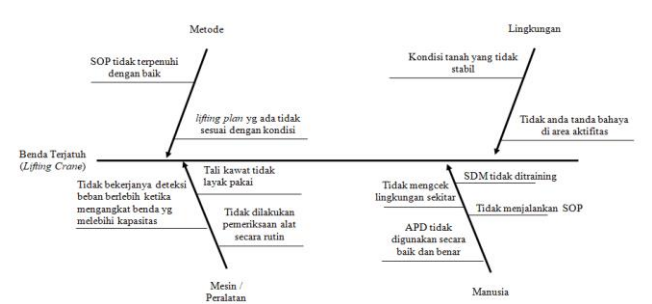 Metode
Lingkungan
SOP tidak terpenuhi
dengan baik
Kondisi tanah yang tidak
stabil
lifting plan yg ada tidak
sesuai dengan kondisi
Tidak anda tanda bahaya
di area aktifitas
Benda Terjatuh
(Lifting Crane)
Tidak bekerjanya deteksi
beban berlebih ketika
mengangkat benda yg
melebihi kapasitas
Tali kawat tidak
layak pakai
Tidak dilakukan
pemeriksaan alat
secara rutin
Mesin /
Peralatan
SDM tidak ditraining
Tidak mengcek
lingkungan sekitar
Tidak menjalankan SOP
APD tidak
digunakan secara
baik dan benar
Manusia